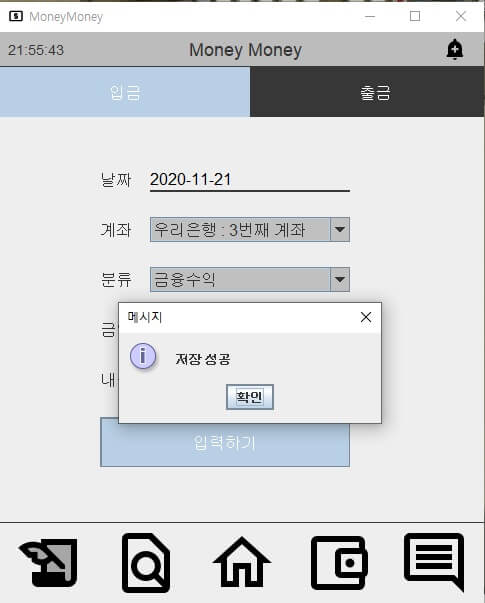 MoneyMoney
21:55:43 Money Money
입금 출금
날짜 2020-11-21
계좌 우리은행 : 3번째 계좌
분류 금융수익
메시지
저장 성공
확인
입력하기